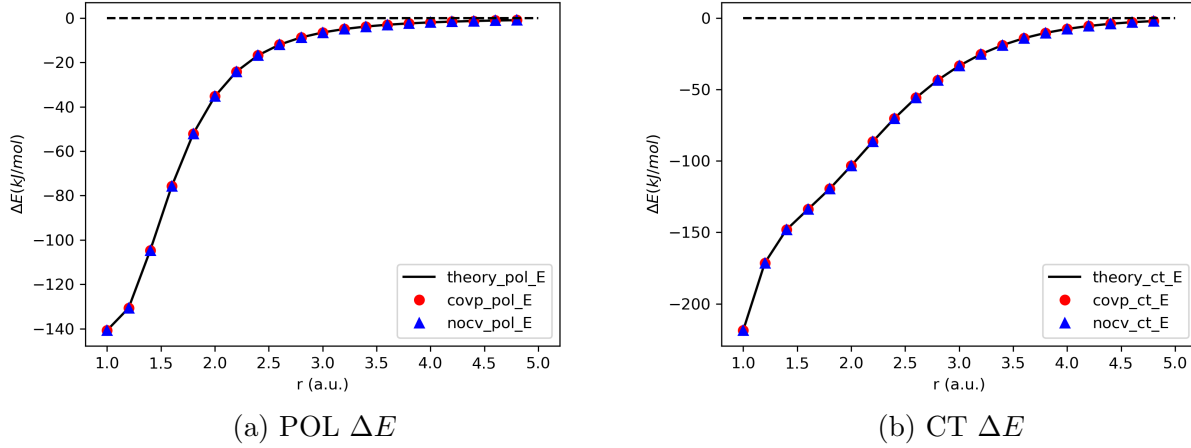 0
−20
−40
−60
−80
−100
−120
−140
ΔE(kJ/mol)
1.0 1.5 2.0 2.5 3.0 3.5 4.0 4.5 5.0
r (a.u.)
theory_pol_E
covp_pol_E
nocv_pol_E
(a) POL ΔE
0
−50
−100
−150
−200
ΔE(kJ/mol)
1.0 1.5 2.0 2.5 3.0 3.5 4.0 4.5 5.0
r (a.u.)
theory_ct_E
covp_ct_E
nocv_ct_E
(b) CT ΔE